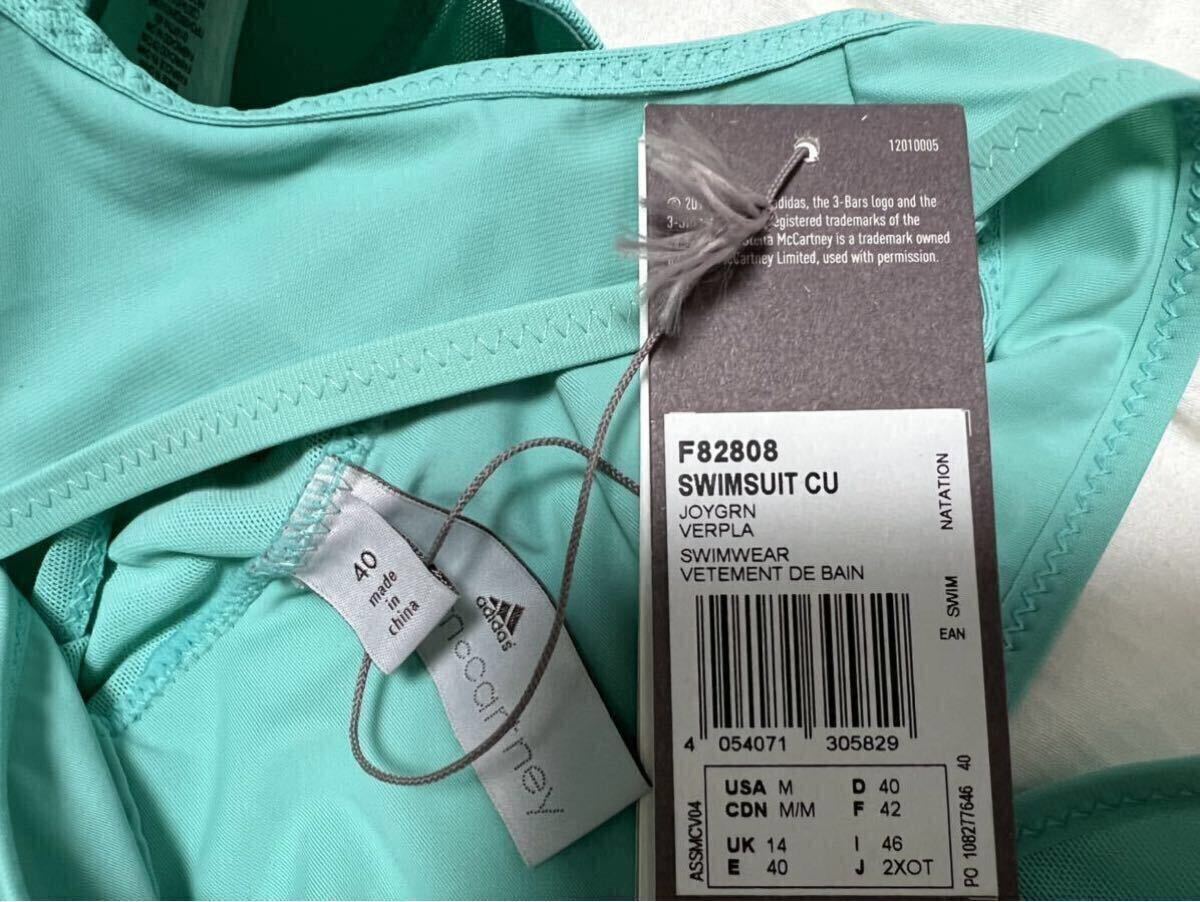 12010005
© 20 adidas, the 3-Bars logo and the
registered trademarks of the
Stella McCartney is a trademark owned
McCartney Limited, used with permission.
F82808
SWIMSUIT CU
JOYGRN
VERPLA
SWIMWEAR
VETEMENT DE BAIN
NATATION
SWIM
EAN
4 054071 305829
USA M D 40
CDN M/M F 42
UK 14 I 46
E 40 J 2XOT
ASSMCV04
PO 108277646 40
40
made
in
china
adidas
mccartney